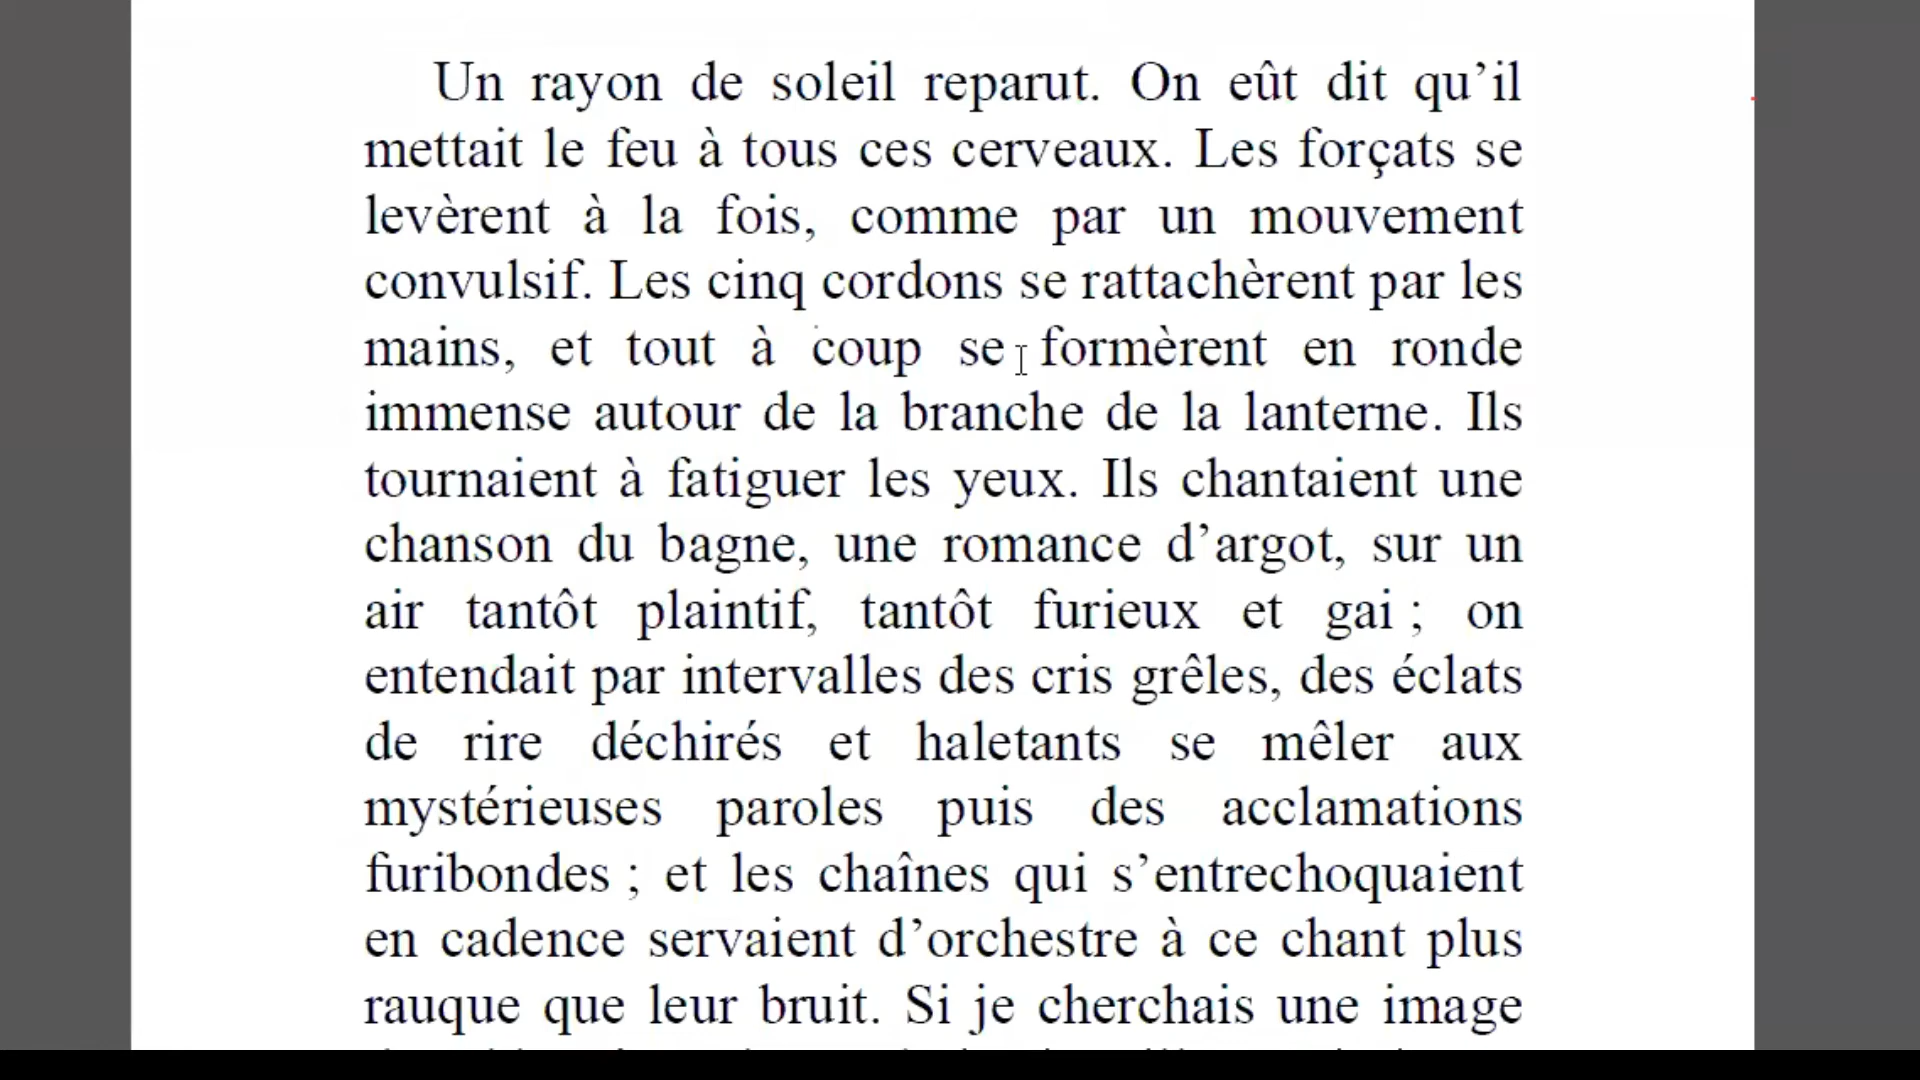 Un rayon de soleil reparut. On eût dit qu’il
mettait le feu à tous ces cerveaux. Les forçats se
levèrent à la fois, comme par un mouvement
convulsif. Les cinq cordons se rattachèrent par les
mains, et tout à coup se formèrent en ronde
immense autour de la branche de la lanterne. Ils
tournaient à fatiguer les yeux. Ils chantaient une
chanson du bagne, une romance d’argot, sur un
air tantôt plaintif, tantôt furieux et gai ; on
entendait par intervalles des cris grêles, des éclats
de rire déchirés et haletants se mêler aux
mystérieuses paroles puis des acclamations
furibondes ; et les chaînes qui s’entrechoquaient
en cadence servaient d’orchestre à ce chant plus
rauque que leur bruit. Si je cherchais une image